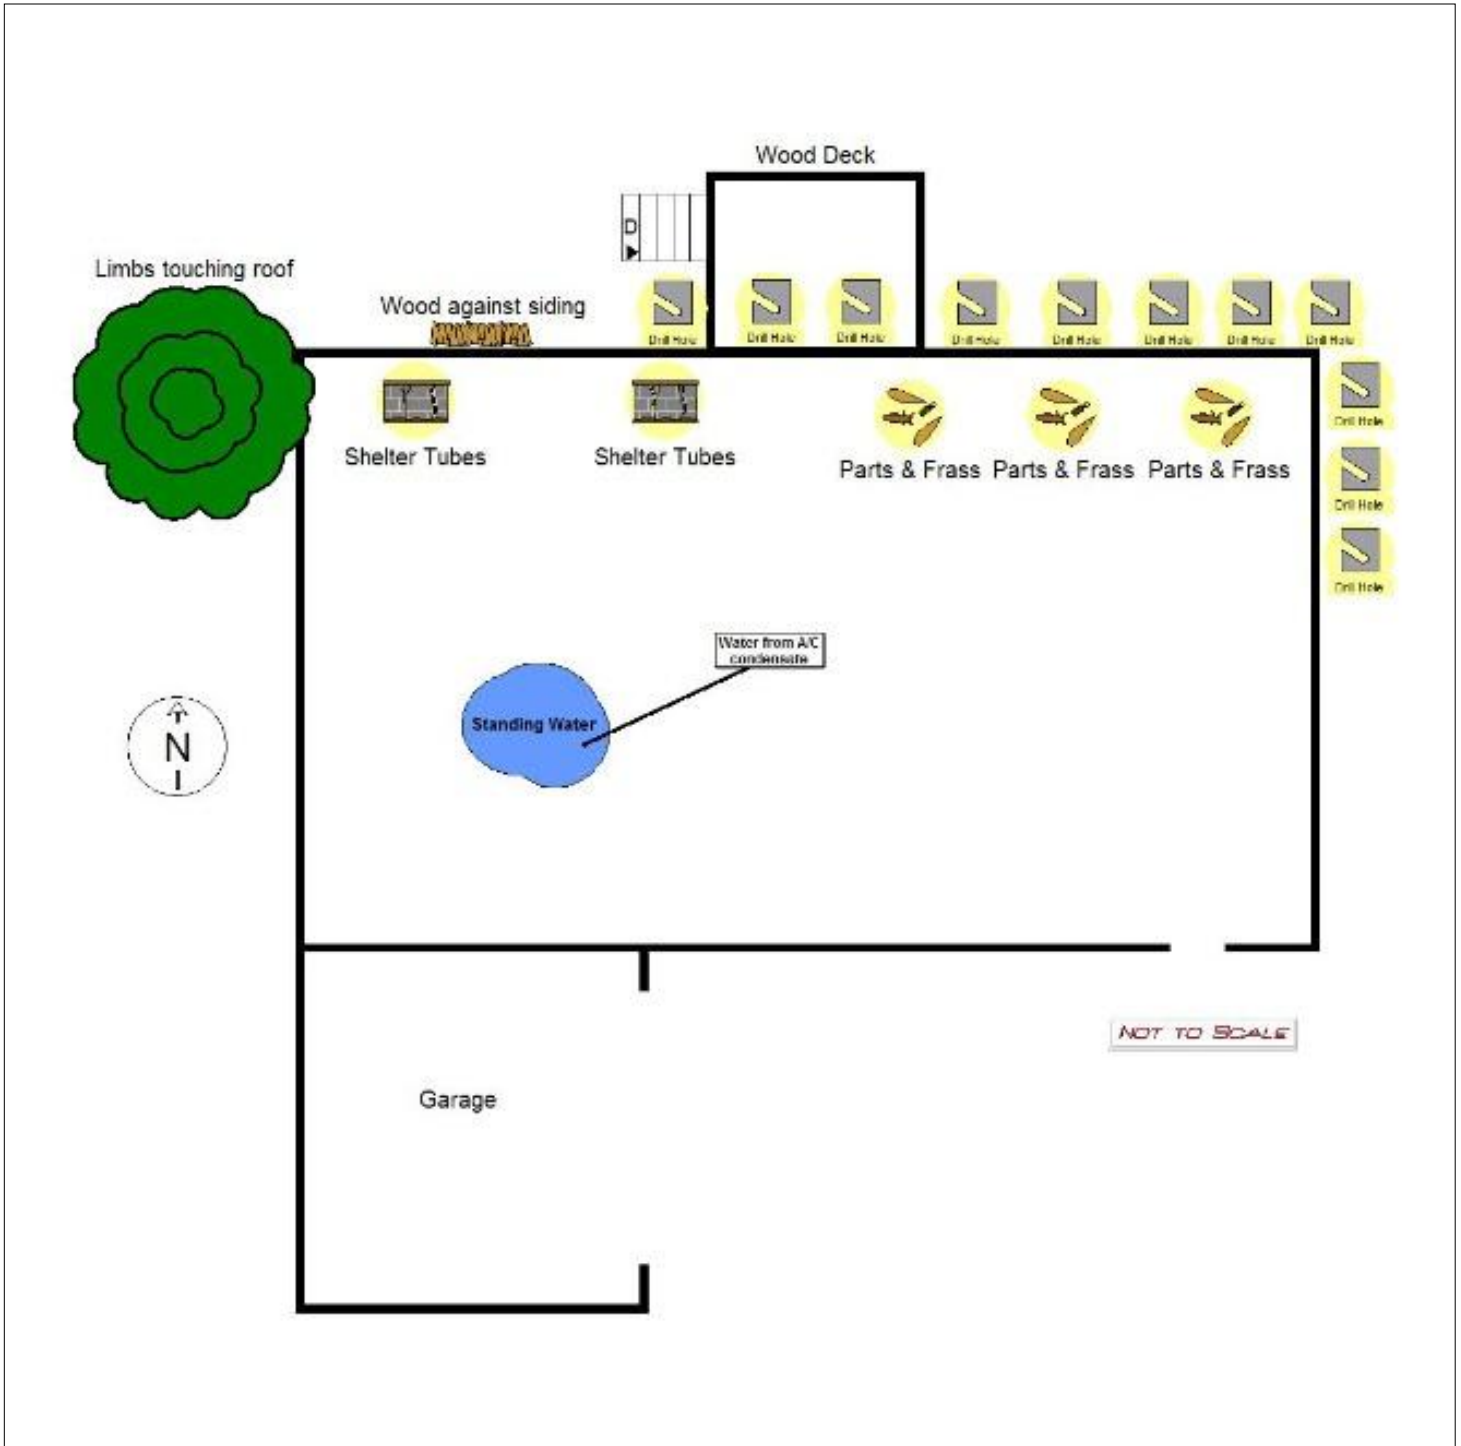 Wood Deck
D
Limbs touching roof
Wood against siding
Drill Hole
Drill Hole
Drill Hole
Drill Hole
Drill Hole
Drill Hole
Drill Hole
Drill Hole
Drill Hole
Shelter Tubes
Shelter Tubes
Parts & Frass
Parts & Frass
Parts & Frass
Drill Hole
Drill Hole
Water from A/C
condensate
Standing Water
N
NOT TO SCALE
Garage